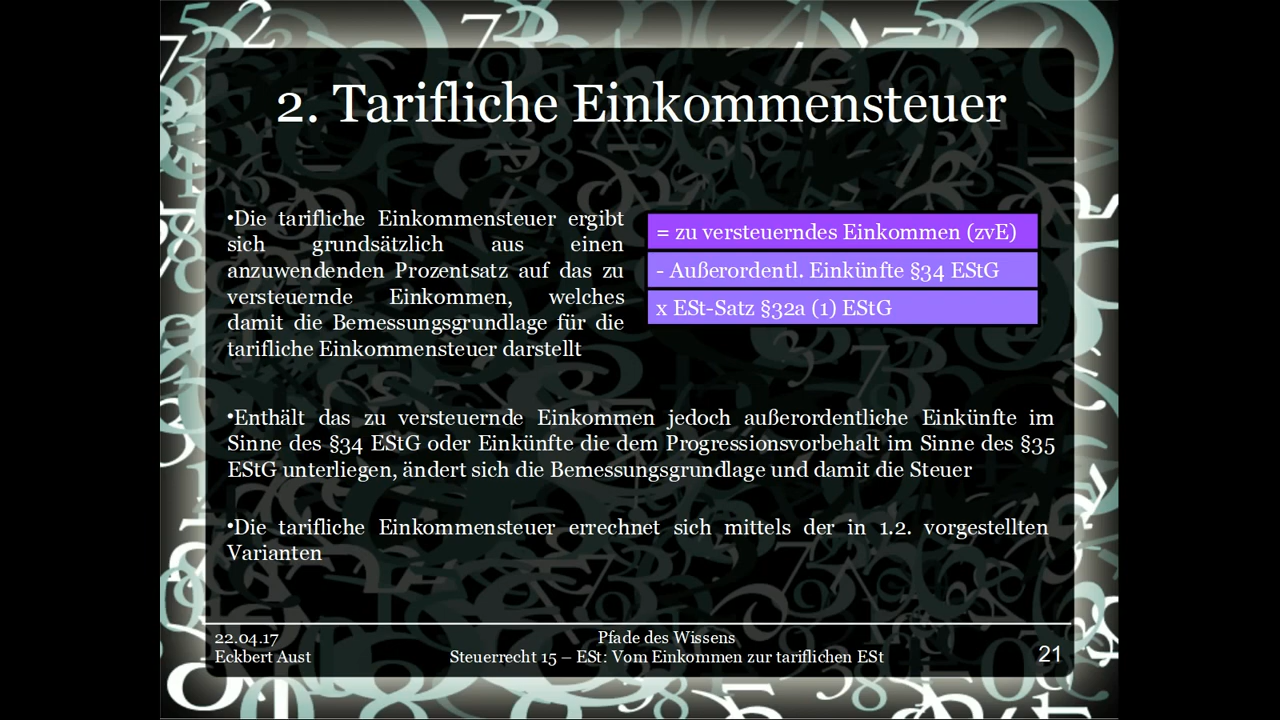 2. Tarifliche Einkommensteuer
•Die tarifliche Einkommensteuer ergibt
sich grundsätzlich aus einen
anzuwendenden Prozentsatz auf das zu
versteuernde Einkommen, welches
damit die Bemessungsgrundlage für die
tarifliche Einkommensteuer darstellt
= zu versteuerndes Einkommen (zvE)
- Außerordentl. Einkünfte §34 EStG
x ESt-Satz §32a (1) EStG
•Enthält das zu versteuernde Einkommen jedoch außerordentliche Einkünfte im
Sinne des §34 EStG oder Einkünfte die dem Progressionsvorbehalt im Sinne des §35
EStG unterliegen, ändert sich die Bemessungsgrundlage und damit die Steuer
•Die tarifliche Einkommensteuer errechnet sich mittels der in 1.2. vorgestellten
Varianten
22.04.17
Eckbert Aust
Pfade des Wissens
Steuerrecht 15 – ESt: Vom Einkommen zur tariflichen ESt
21